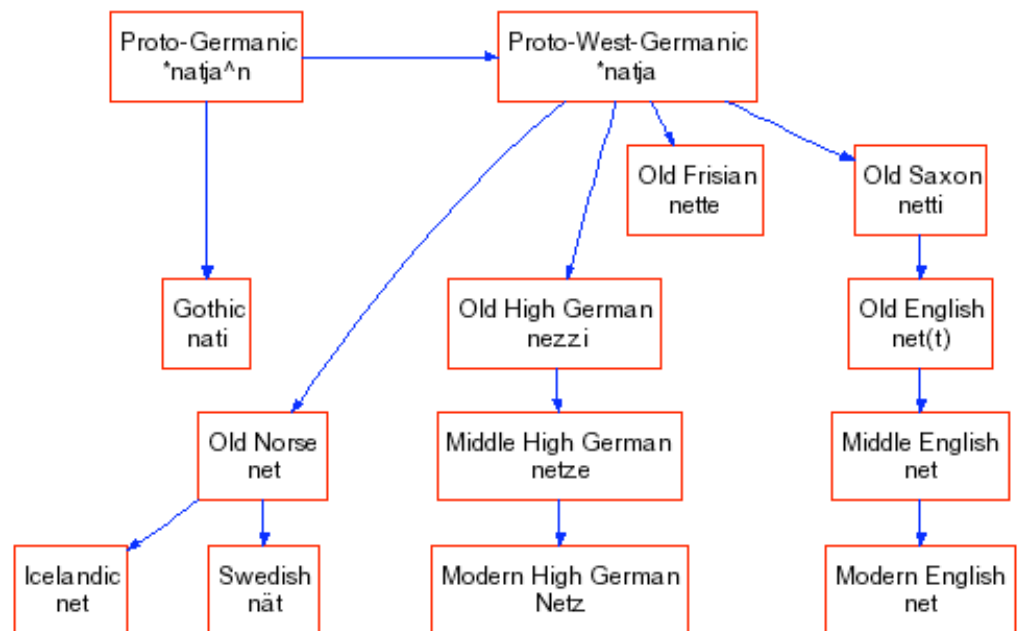 Proto-Germanic
*natja^n
Proto-West-Germanic
*natja
Old Frisian
nette
Old Saxon
netti
Gothic
nati
Old High German
nezzi
Old English
net(t)
Old Norse
net
Middle High German
netze
Middle English
net
Icelandic
net
Swedish
nät
Modern High German
Netz
Modern English
net